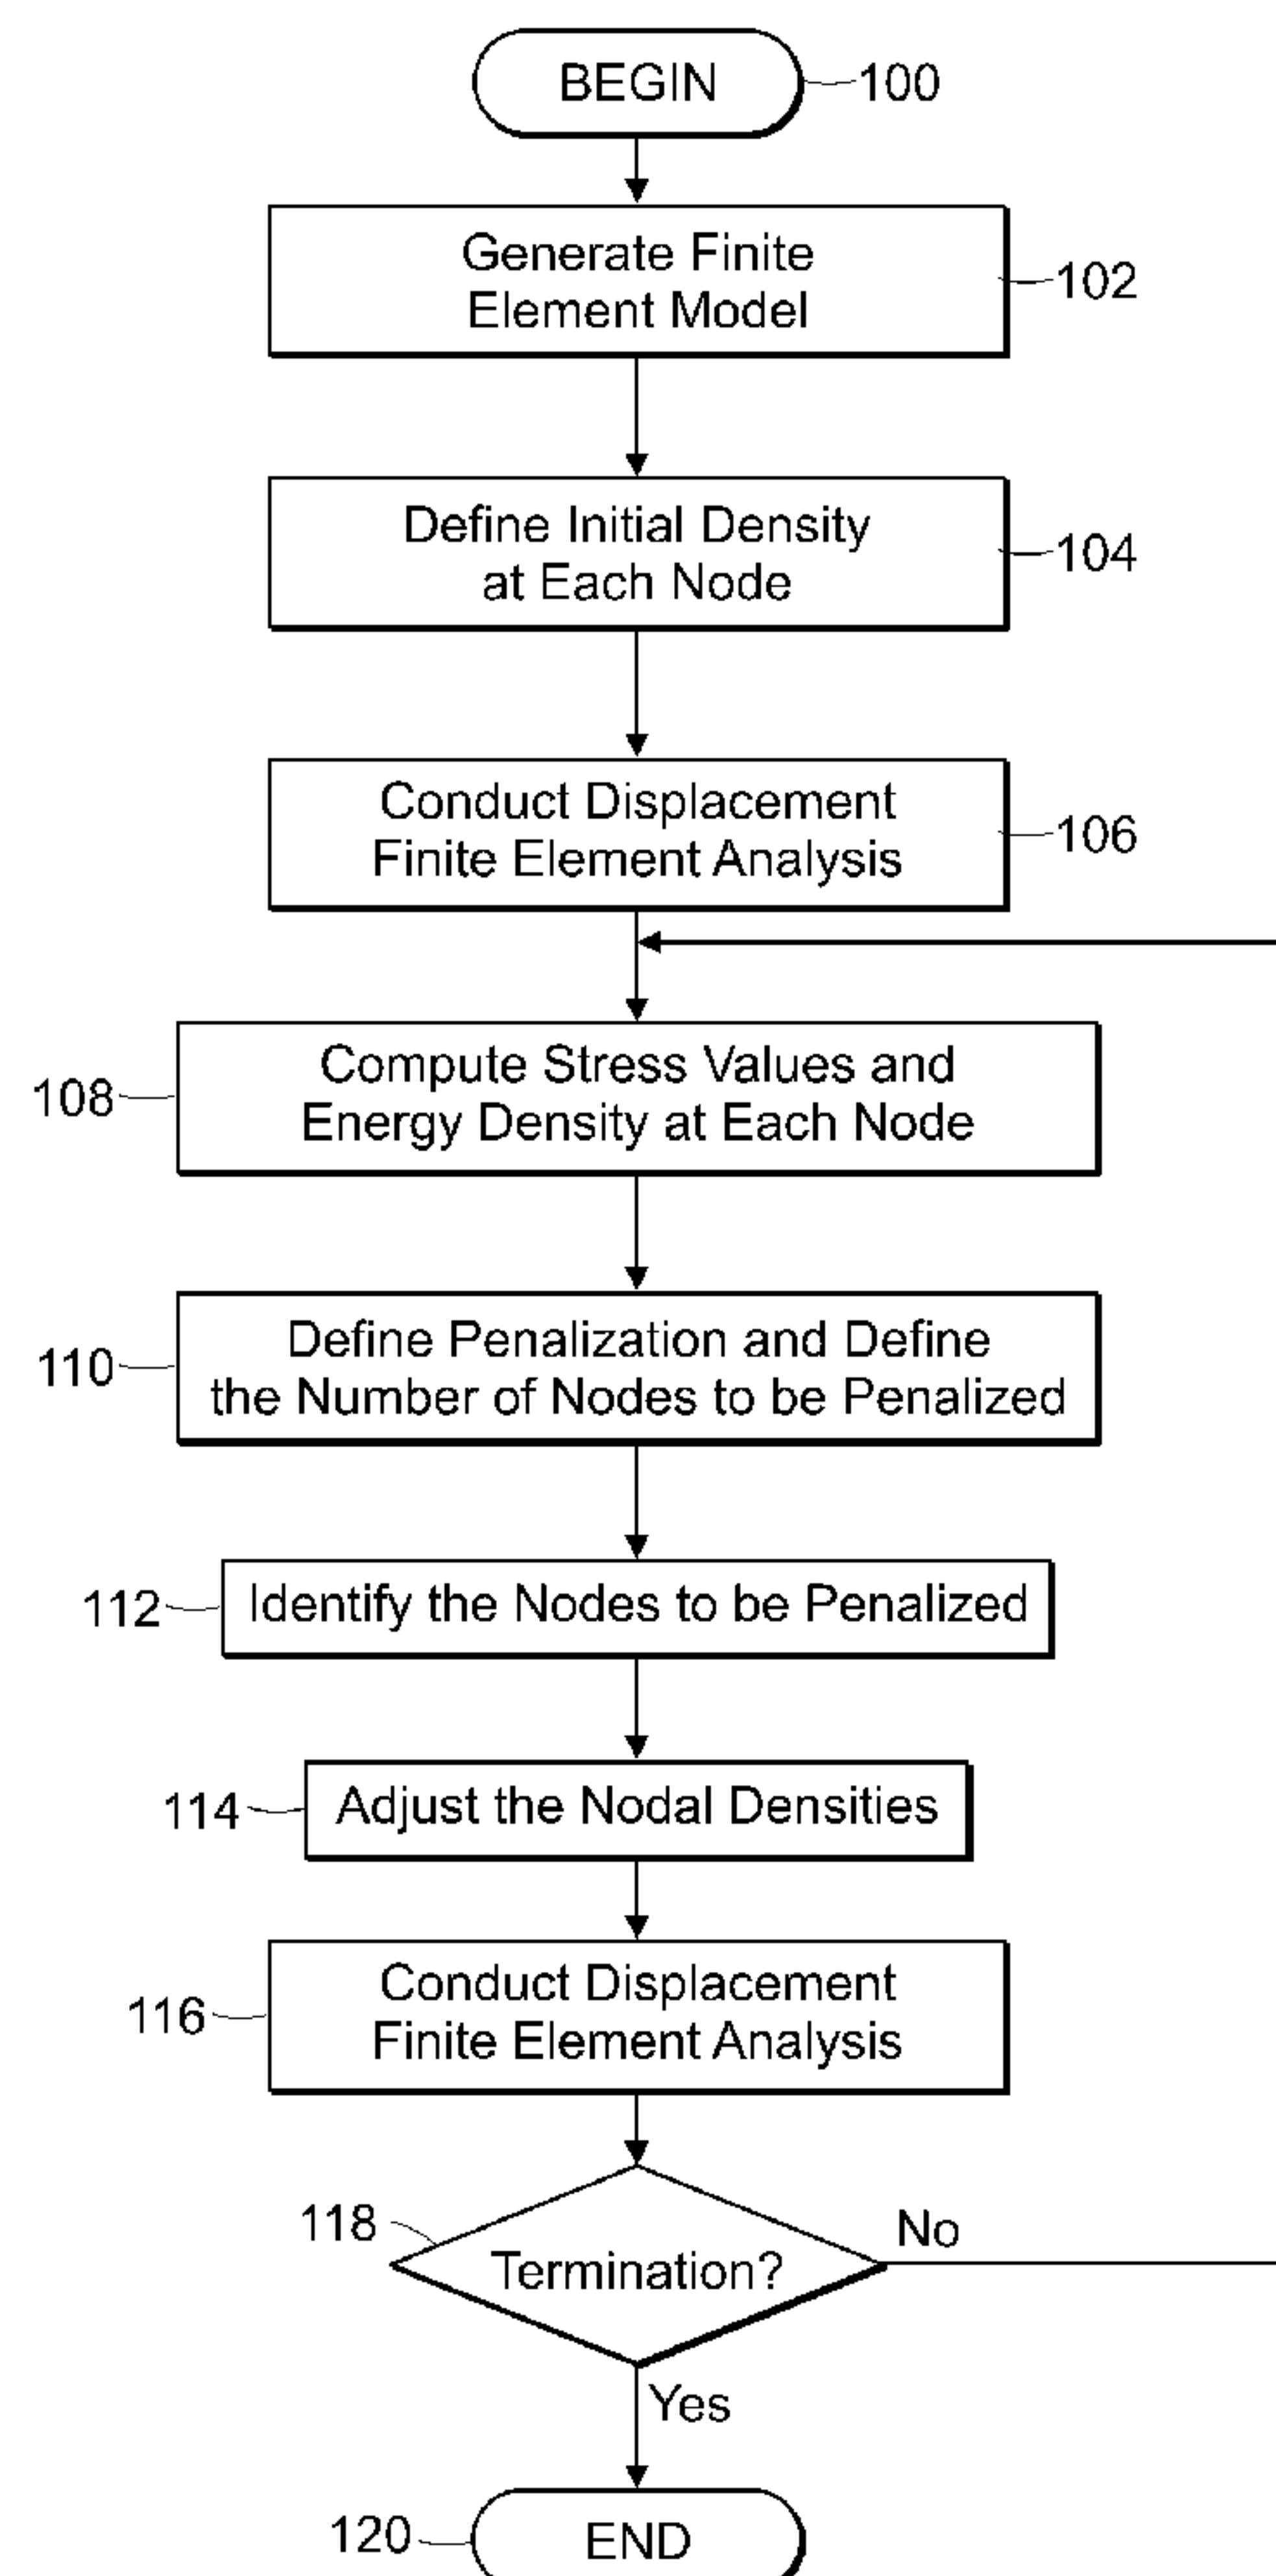 BEGIN
100
Generate Finite
Element Model
102
Define Initial Density
at Each Node
104
Conduct Displacement
Finite Element Analysis
106
Compute Stress Values and
Energy Density at Each Node
108
Define Penalization and Define
the Number of Nodes to be Penalized
110
Identify the Nodes to be Penalized
112
Adjust the Nodal Densities
114
Conduct Displacement
Finite Element Analysis
116
118
Termination?
No
Yes
120
END